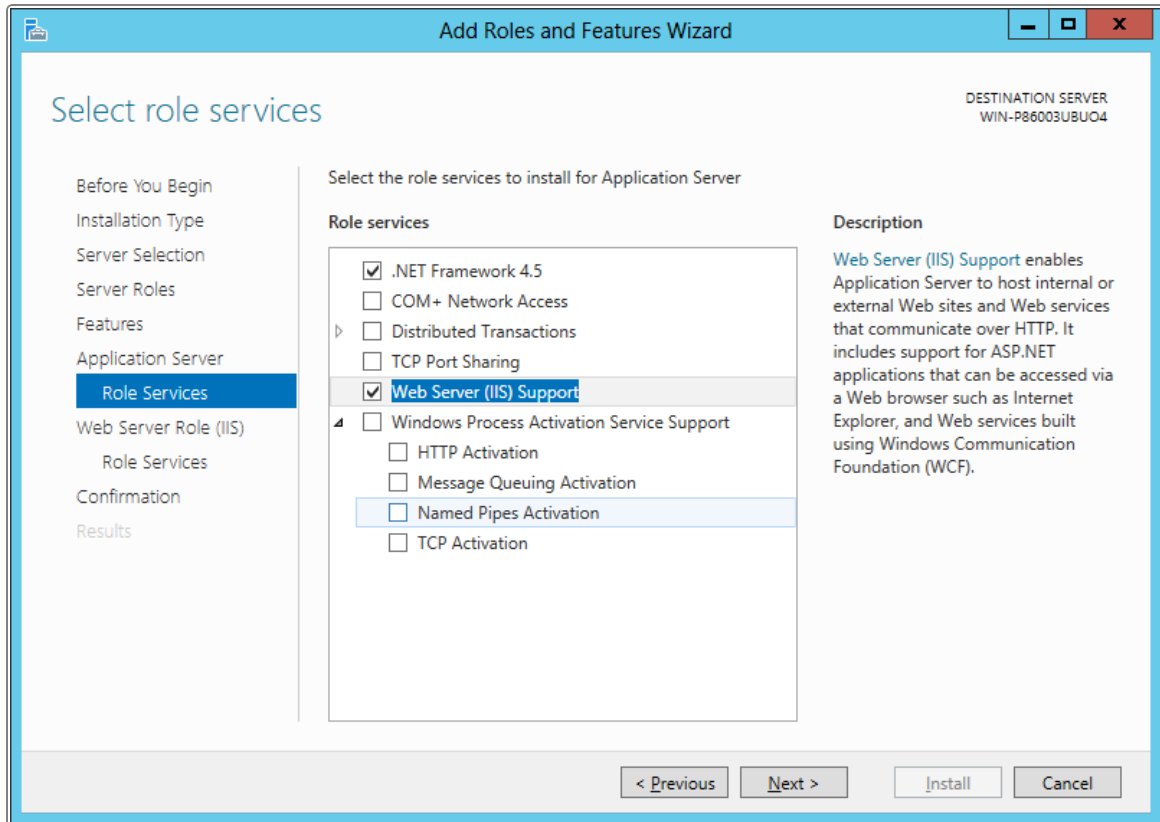 Add Roles and Features Wizard
Select role services
DESTINATION SERVER
WIN-P86003UBUO4
Before You Begin
Installation Type
Server Selection
Server Roles
Features
Application Server
Role Services
Web Server Role (IIS)
Role Services
Confirmation
Results
Select the role services to install for Application Server
Role services
.NET Framework 4.5
COM+ Network Access
Distributed Transactions
TCP Port Sharing
Web Server (IIS) Support
Windows Process Activation Service Support
HTTP Activation
Message Queuing Activation
Named Pipes Activation
TCP Activation
Description
Web Server (IIS) Support enables
Application Server to host internal or
external Web sites and Web services
that communicate over HTTP. It
includes support for ASP.NET
applications that can be accessed via
a Web browser such as Internet
Explorer, and Web services built
using Windows Communication
Foundation (WCF).
< Previous
Next >
Install
Cancel